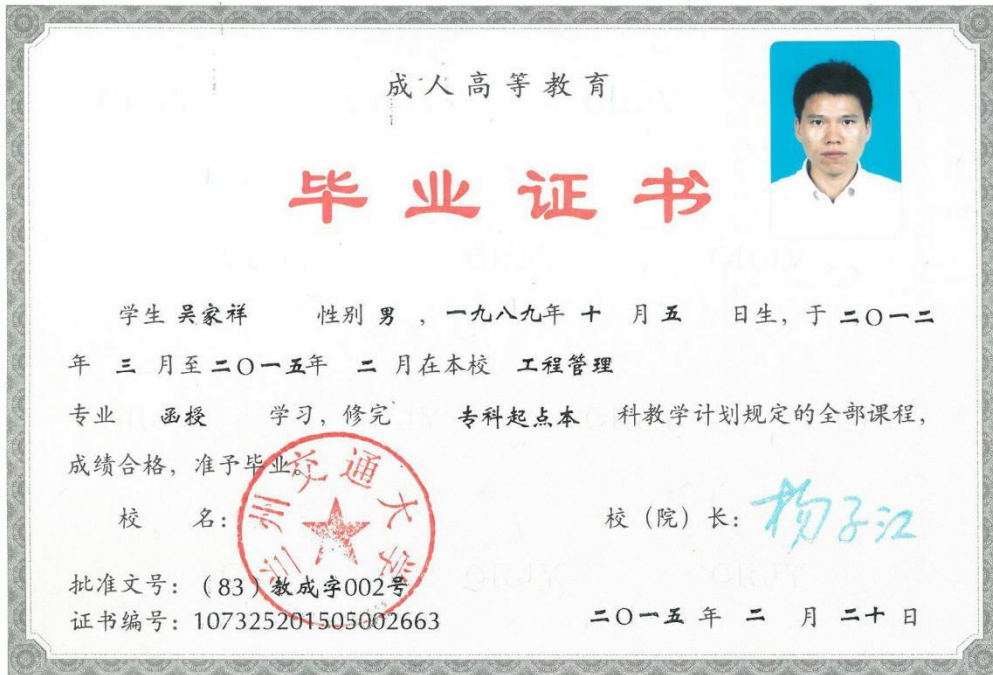 成人高等教育
毕业证书
学生 吴家祥 性别 男 ，一九八九年 十 月 五 日生，于 二〇一二
年 三 月至 二〇一五年 二 月在本校 工程管理
专业 函授 学习，修完 专科起点本 科教学计划规定的全部课程，
成绩合格，准予毕业。
校 名：
兰州交通大学
校（院）长：杨子江
批准文号：（83）教成字002号
证书编号：107325201505002663
二〇一五 年 二 月 二十 日